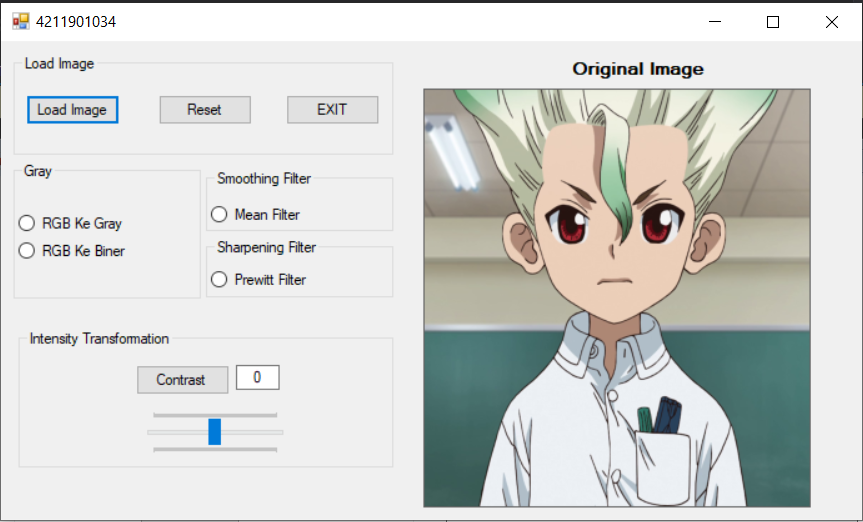 4211901034
Load Image
Load Image Reset EXIT
Original Image
Gray
RGB Ke Gray
RGB Ke Biner
Smoothing Filter
Mean Filter
Sharpening Filter
Prewitt Filter
Intensity Transformation
Contrast 0